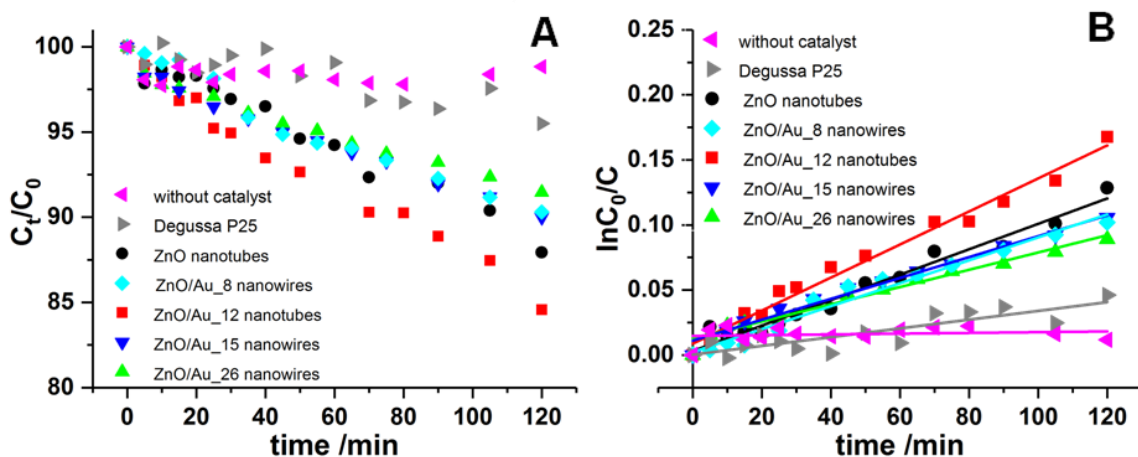 A
C_t/C_0
100
95
90
85
80
without catalyst
Degussa P25
ZnO nanotubes
ZnO/Au_8 nanowires
ZnO/Au_12 nanotubes
ZnO/Au_15 nanowires
ZnO/Au_26 nanowires
0 20 40 60 80 100 120
time /min
B
lnC_0/C
0.25
0.20
0.15
0.10
0.05
0.00
without catalyst
Degussa P25
ZnO nanotubes
ZnO/Au_8 nanowires
ZnO/Au_12 nanotubes
ZnO/Au_15 nanowires
ZnO/Au_26 nanowires
0 20 40 60 80 100 120
time /min